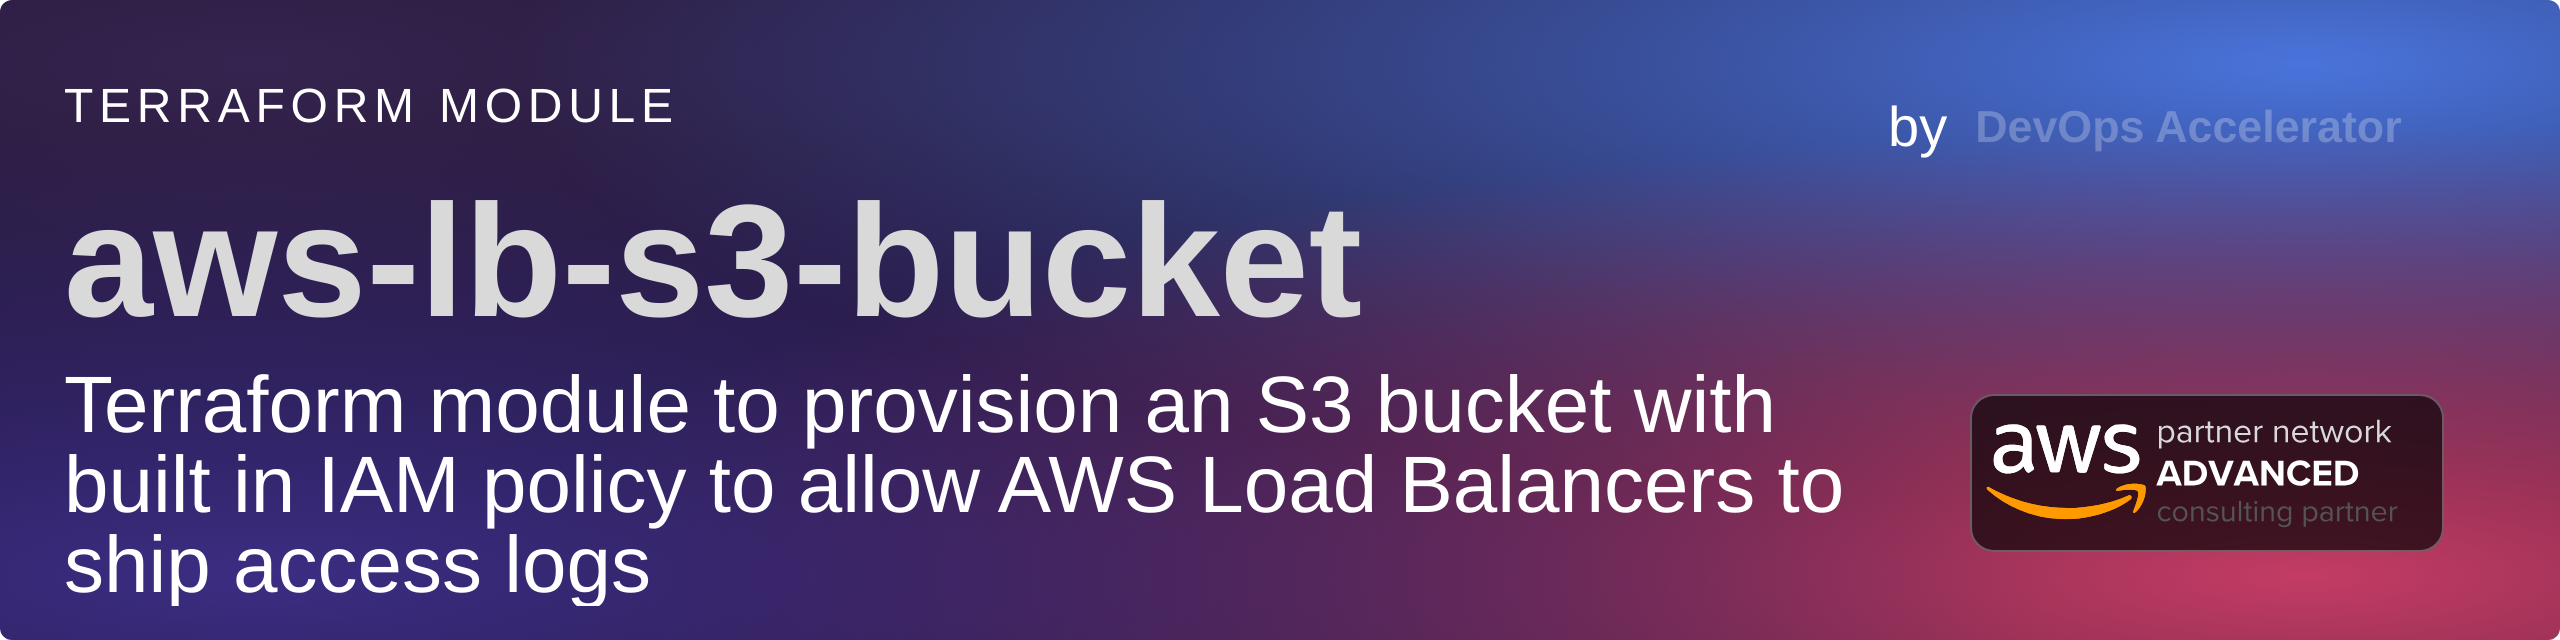 TERRAFORM MODULE
by DevOps Accelerator
aws-lb-s3-bucket
Terraform module to provision an S3 bucket with
built in IAM policy to allow AWS Load Balancers to
ship access logs
aws partner network
ADVANCED
consulting partner